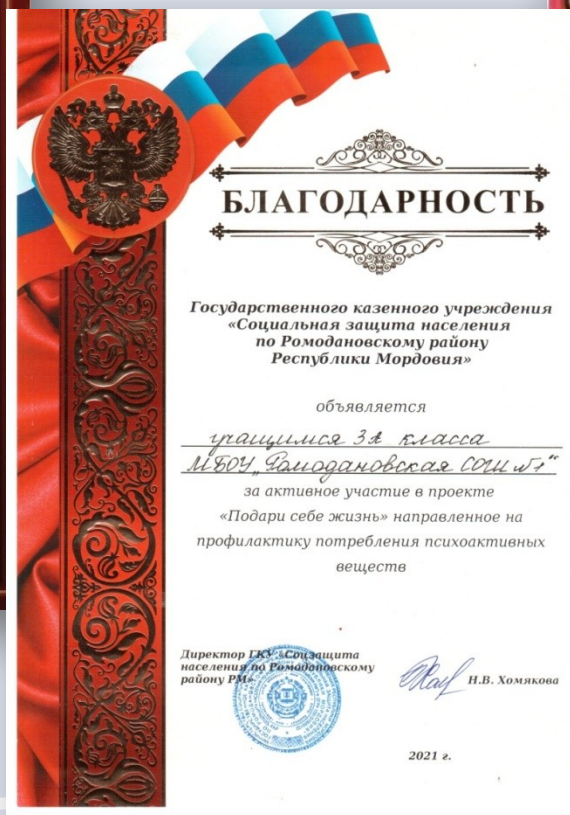 БЛАГОДАРНОСТЬ
Государственного казенного учреждения
«Социальная защита населения
по Ромодановскому району
Республики Мордовия»
объявляется
учащимся 3А класса
МБОУ „Ромодановская СОШ №1“
за активное участие в проекте
«Подари себе жизнь» направленное на
профилактику потребления психоактивных
веществ
Директор ГКУ «Соцзащита
населения по Ромодановскому
району РМ»
Н.В. Хомякова
2021 г.